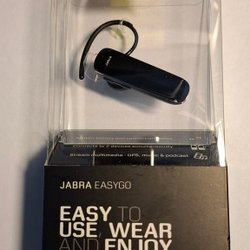 Jabra
Connects to 2 devices simultaneously
Stream multimedia - GPS, music & podcast
JABRA EASYGO
EASY TO
USE, WEAR
AND ENJOY